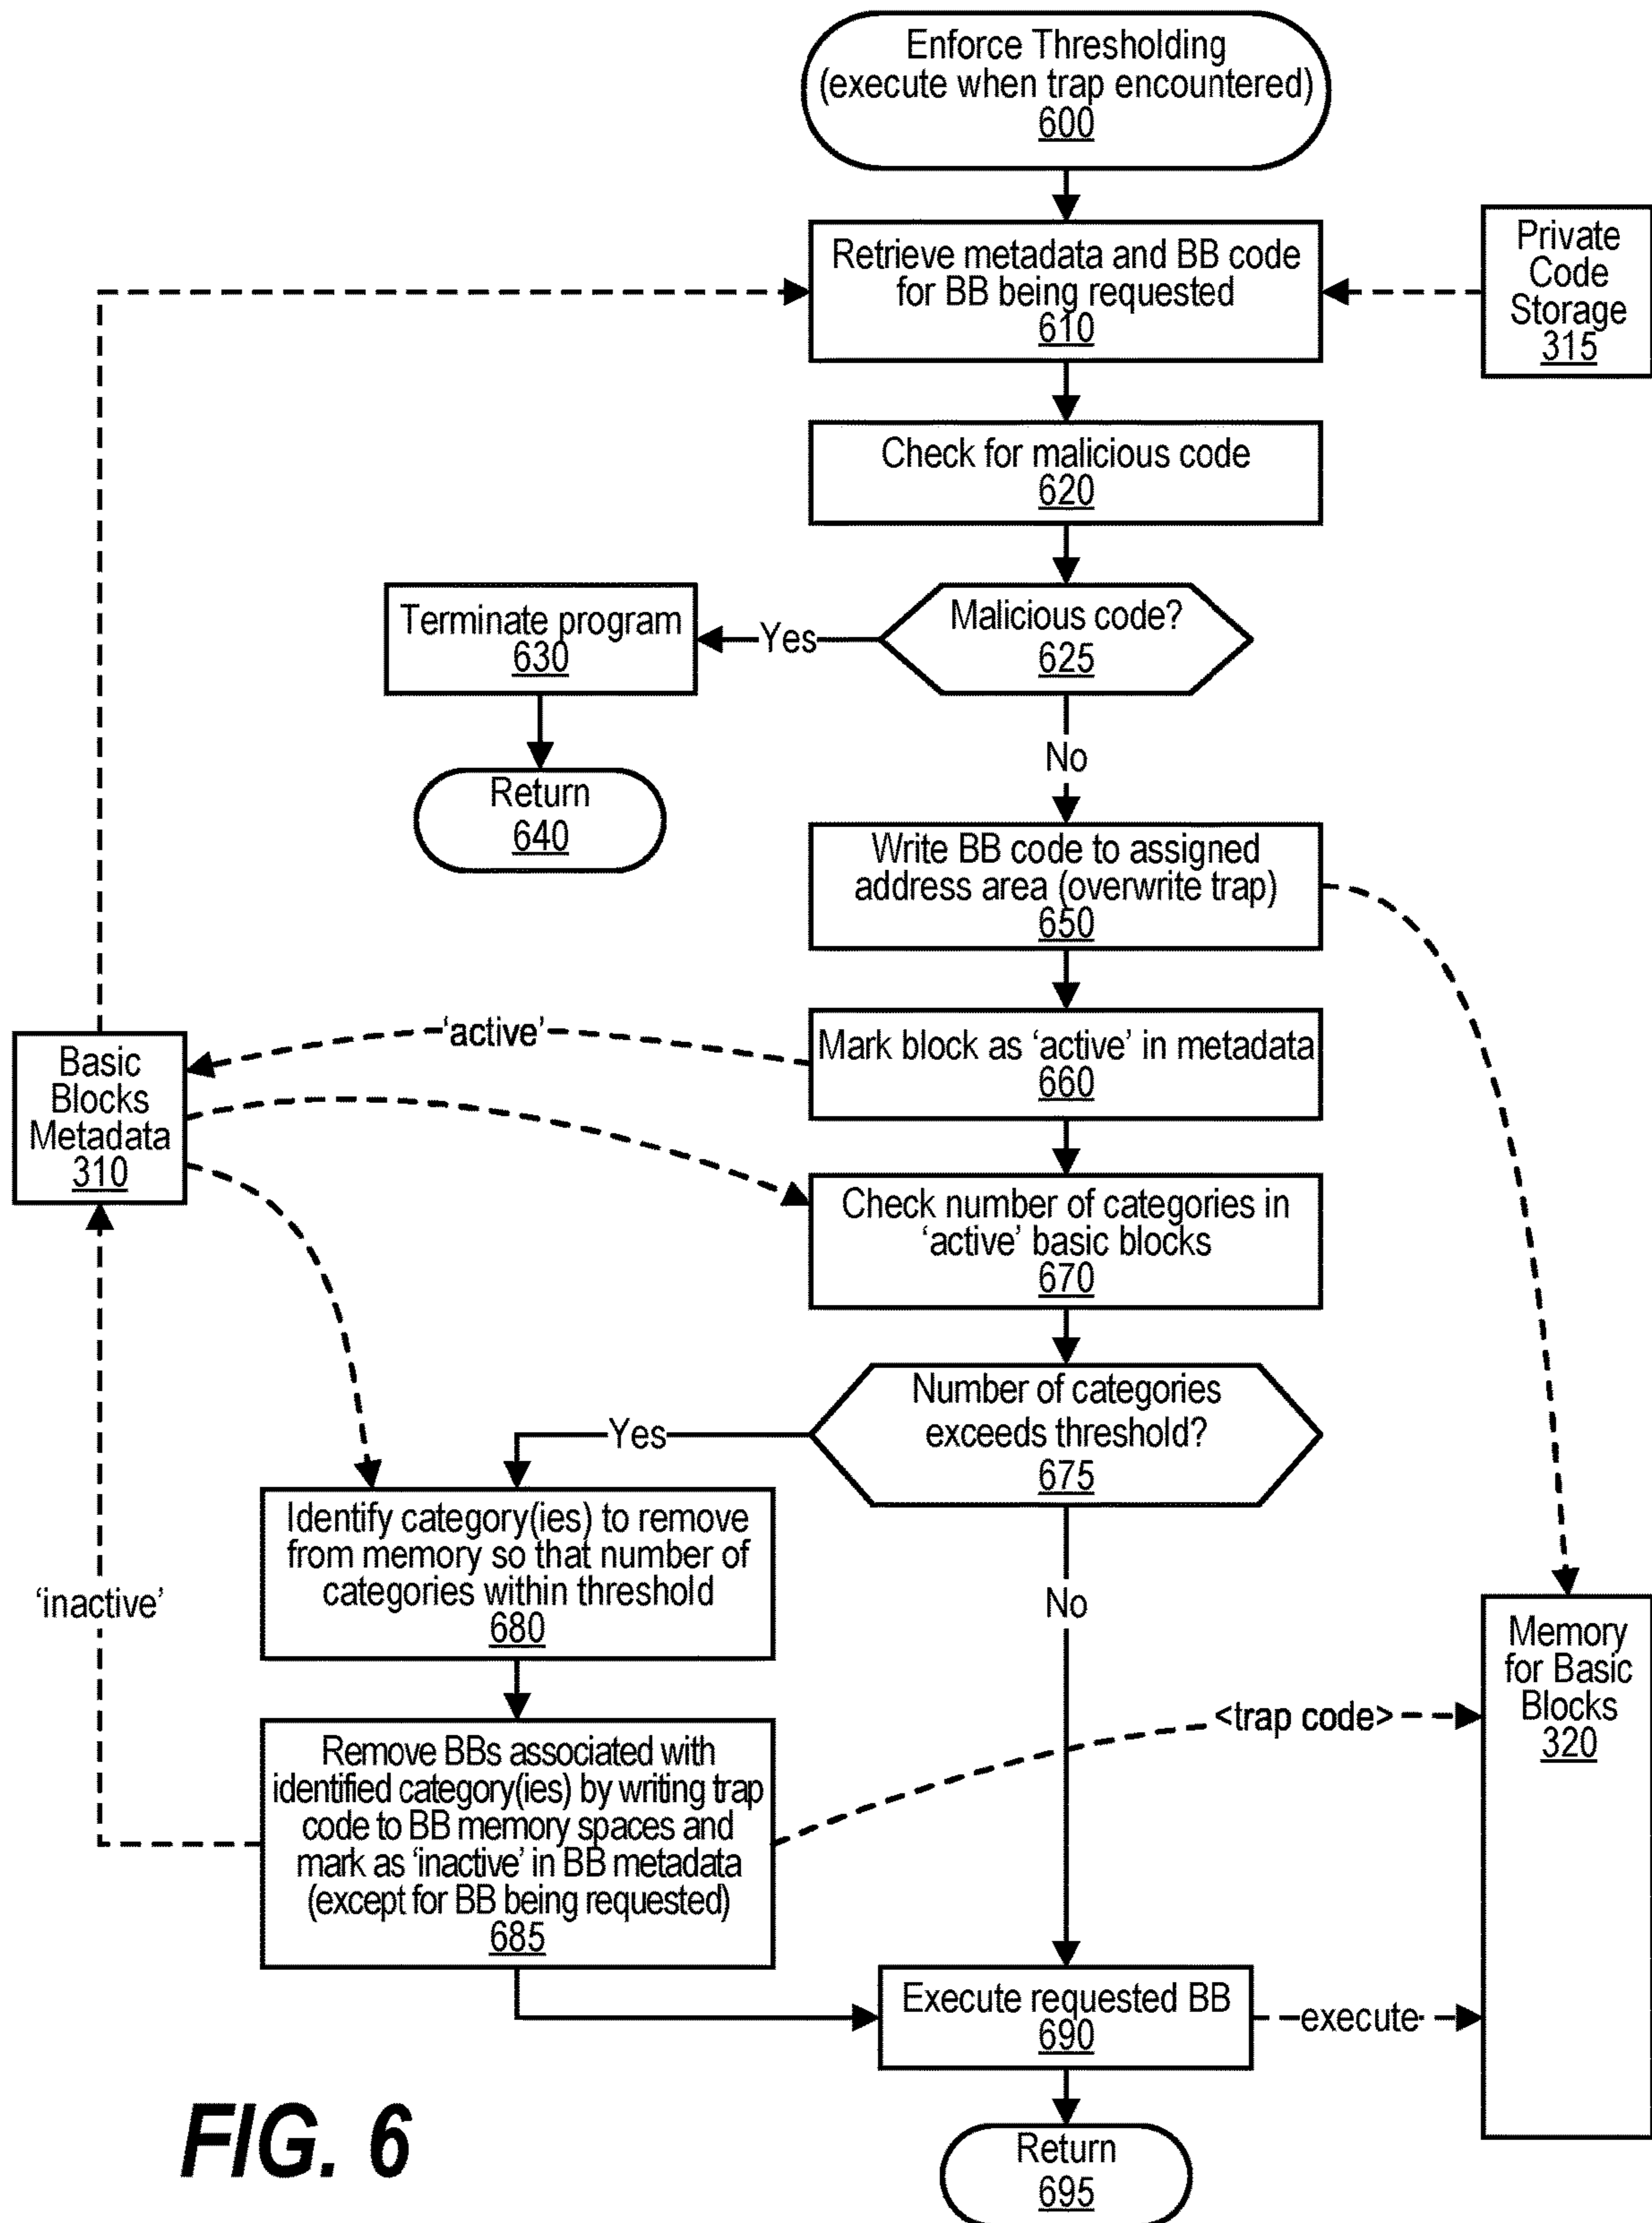 Enforce Thresholding
(execute when trap encountered)
600
Retrieve metadata and BB code
for BB being requested
610
Private
Code
Storage
315
Check for malicious code
620
Terminate program
630
Yes
Malicious code?
625
Return
640
No
Write BB code to assigned
address area (overwrite trap)
650
‘active’
Mark block as ‘active’ in metadata
660
Basic
Blocks
Metadata
310
Check number of categories in
‘active’ basic blocks
670
Number of categories
exceeds threshold?
675
Yes
Identify category(ies) to remove
from memory so that number of
categories within threshold
680
‘inactive’
No
Memory
for Basic
Blocks
320
<trap code>
Remove BBs associated with
identified category(ies) by writing trap
code to BB memory spaces and
mark as ‘inactive’ in BB metadata
(except for BB being requested)
685
Execute requested BB
690
execute
Return
695
FIG. 6